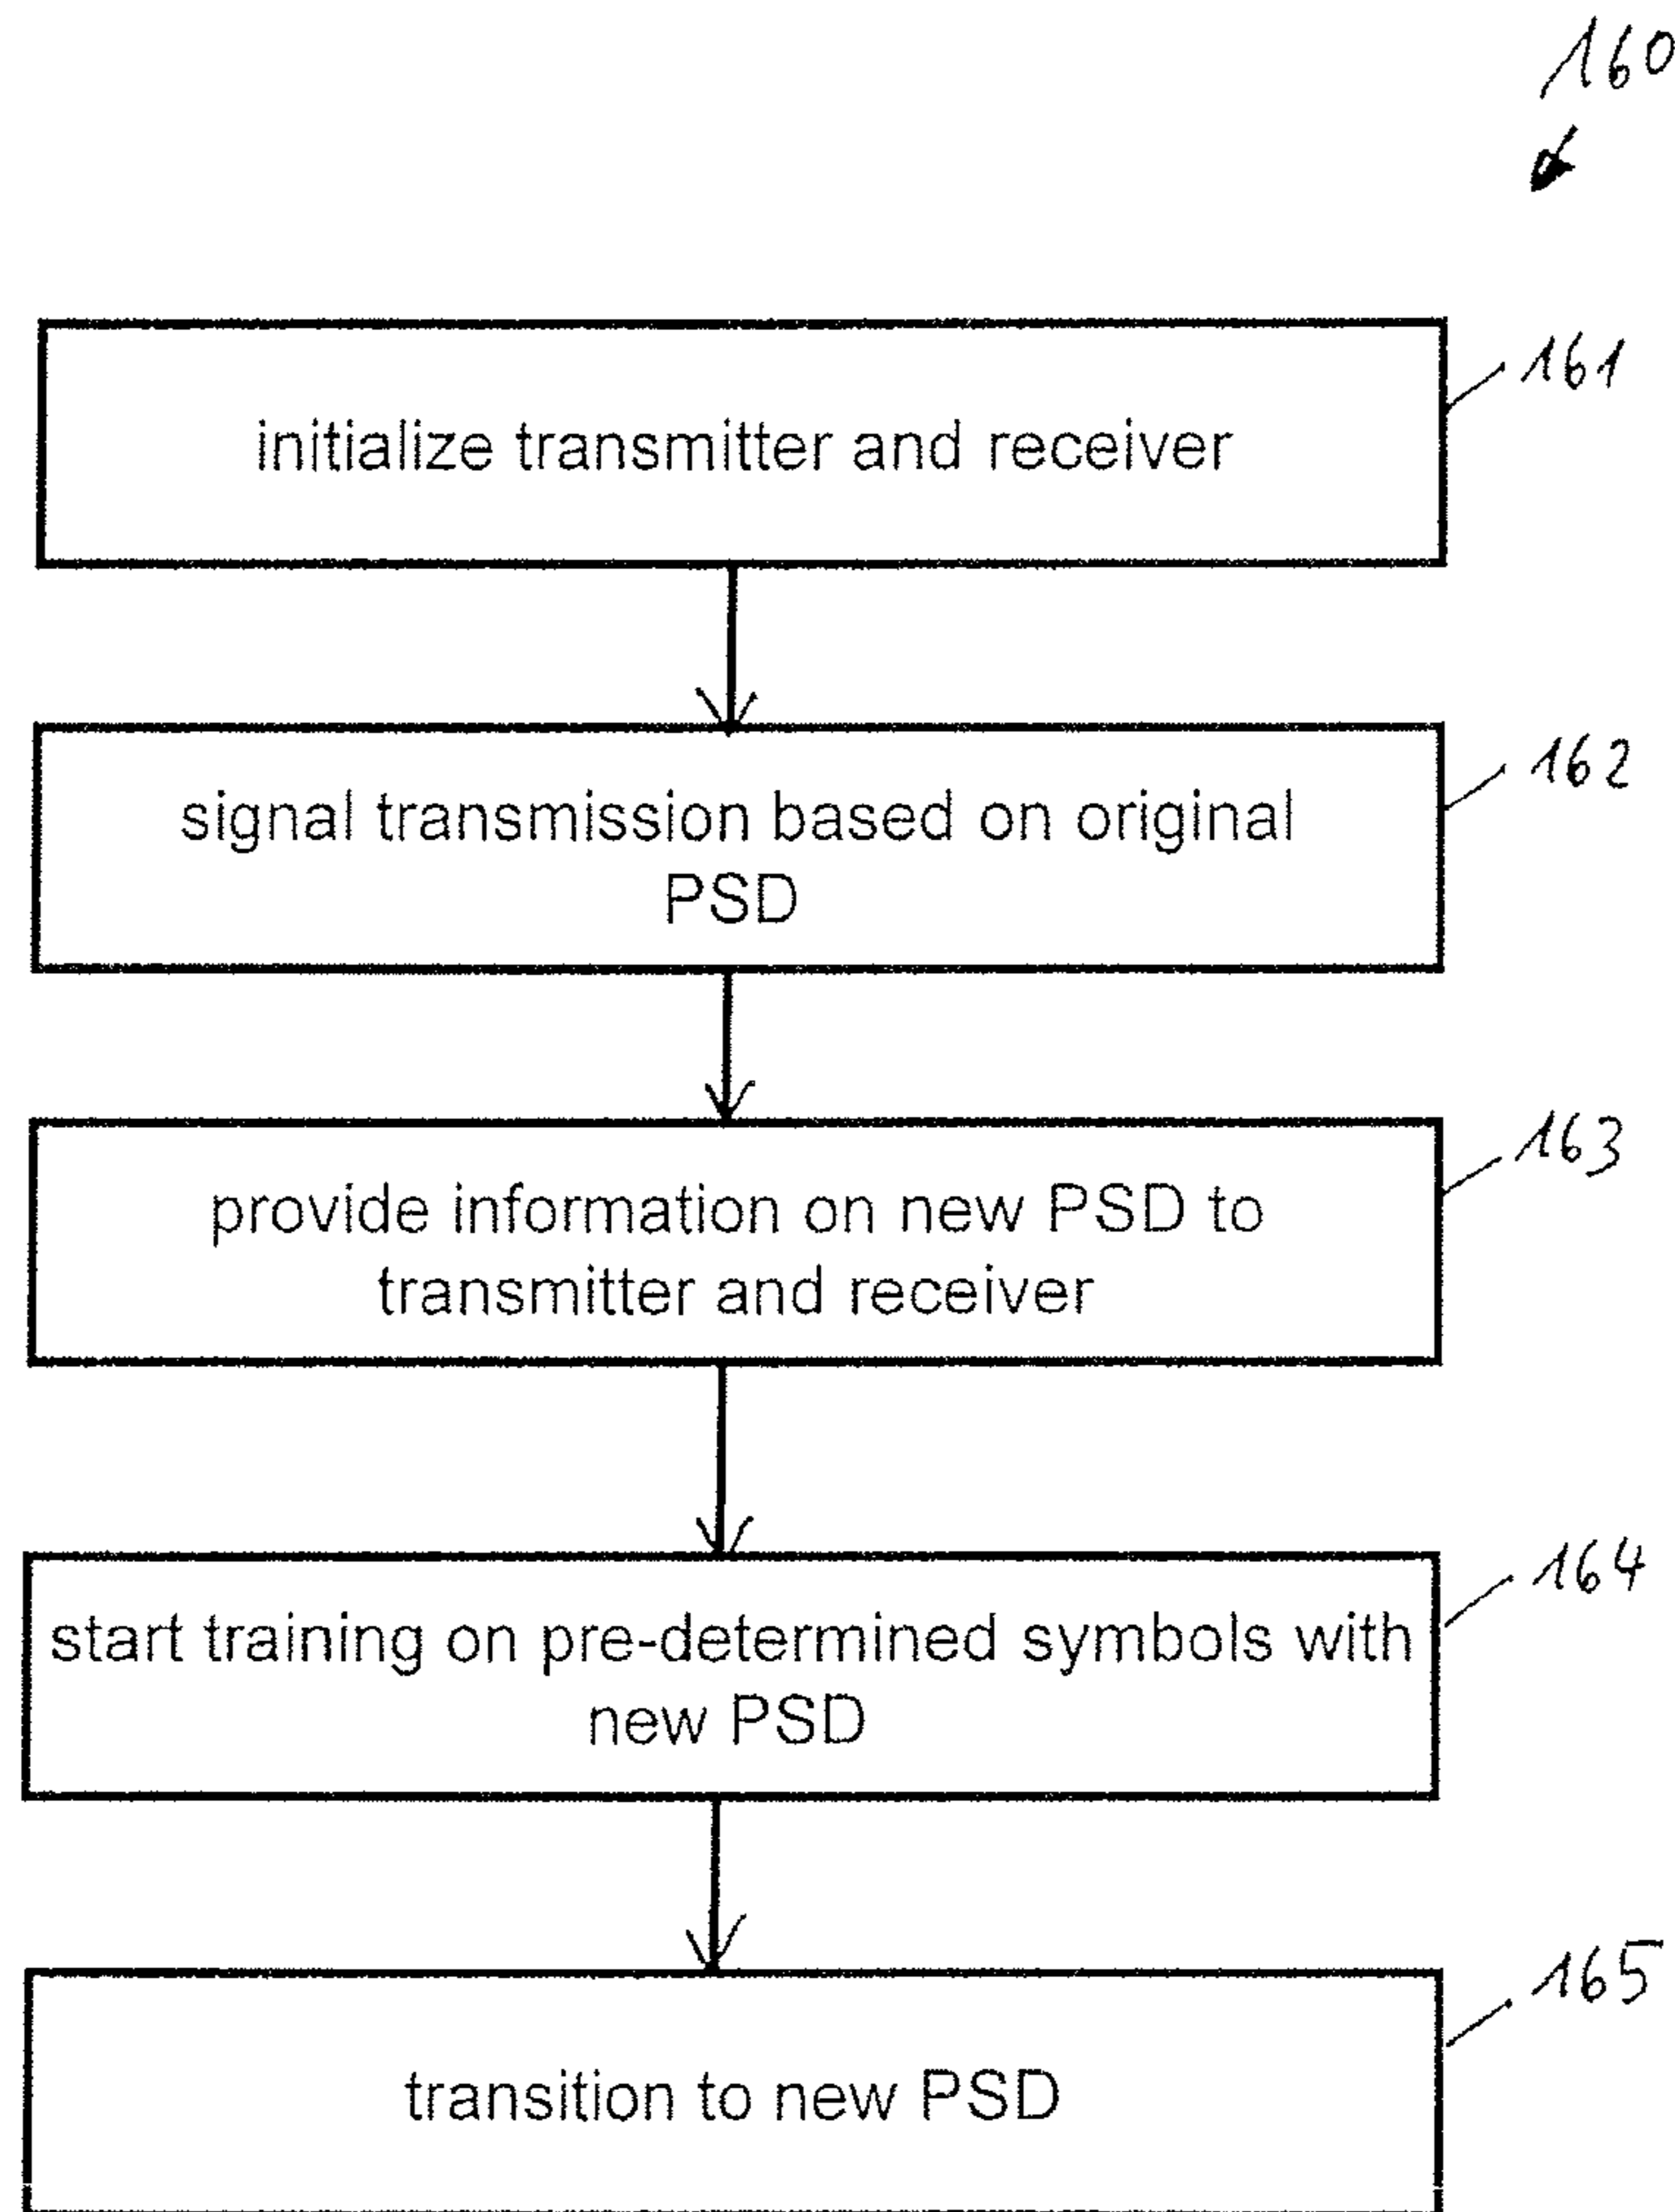 160
initialize transmitter and receiver
161
signal transmission based on original
PSD
162
provide information on new PSD to
transmitter and receiver
163
start training on pre-determined symbols with
new PSD
164
transition to new PSD
165